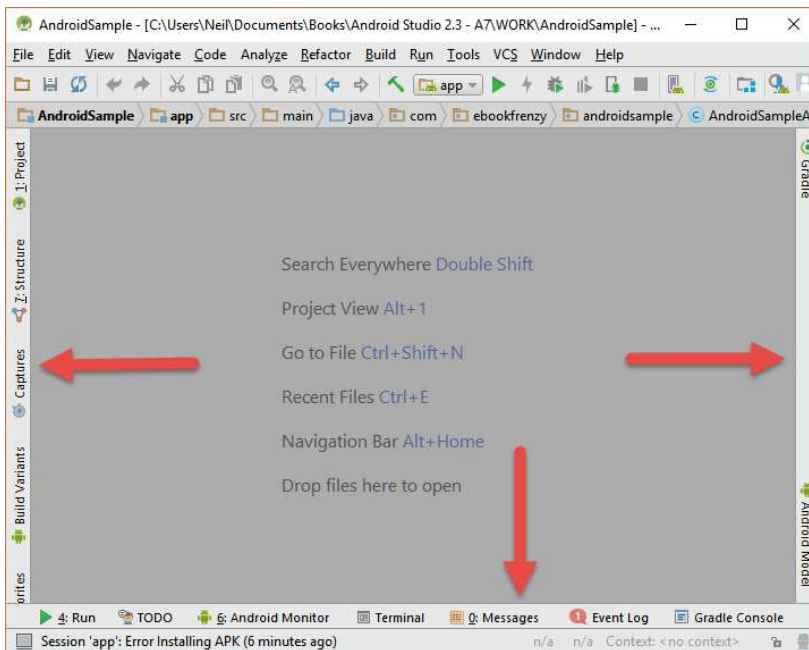 AndroidSample - [C:\Users\Neil\Documents\Books\Android Studio 2.3 - A7\WORK\AndroidSample] - ...
File Edit View Navigate Code Analyze Refactor Build Run Tools VCS Window Help
app
AndroidSample app src main java com ebookfrenzy androidsample AndroidSampleA
1: Project
7: Structure
Captures
Build Variants
orites
Search Everywhere Double Shift
Project View Alt+1
Go to File Ctrl+Shift+N
Recent Files Ctrl+E
Navigation Bar Alt+Home
Drop files here to open
Gradle
Android Model
4: Run TODO 6: Android Monitor Terminal 0: Messages 1 Event Log Gradle Console
Session 'app': Error Installing APK (6 minutes ago) n/a n/a Context: <no context>